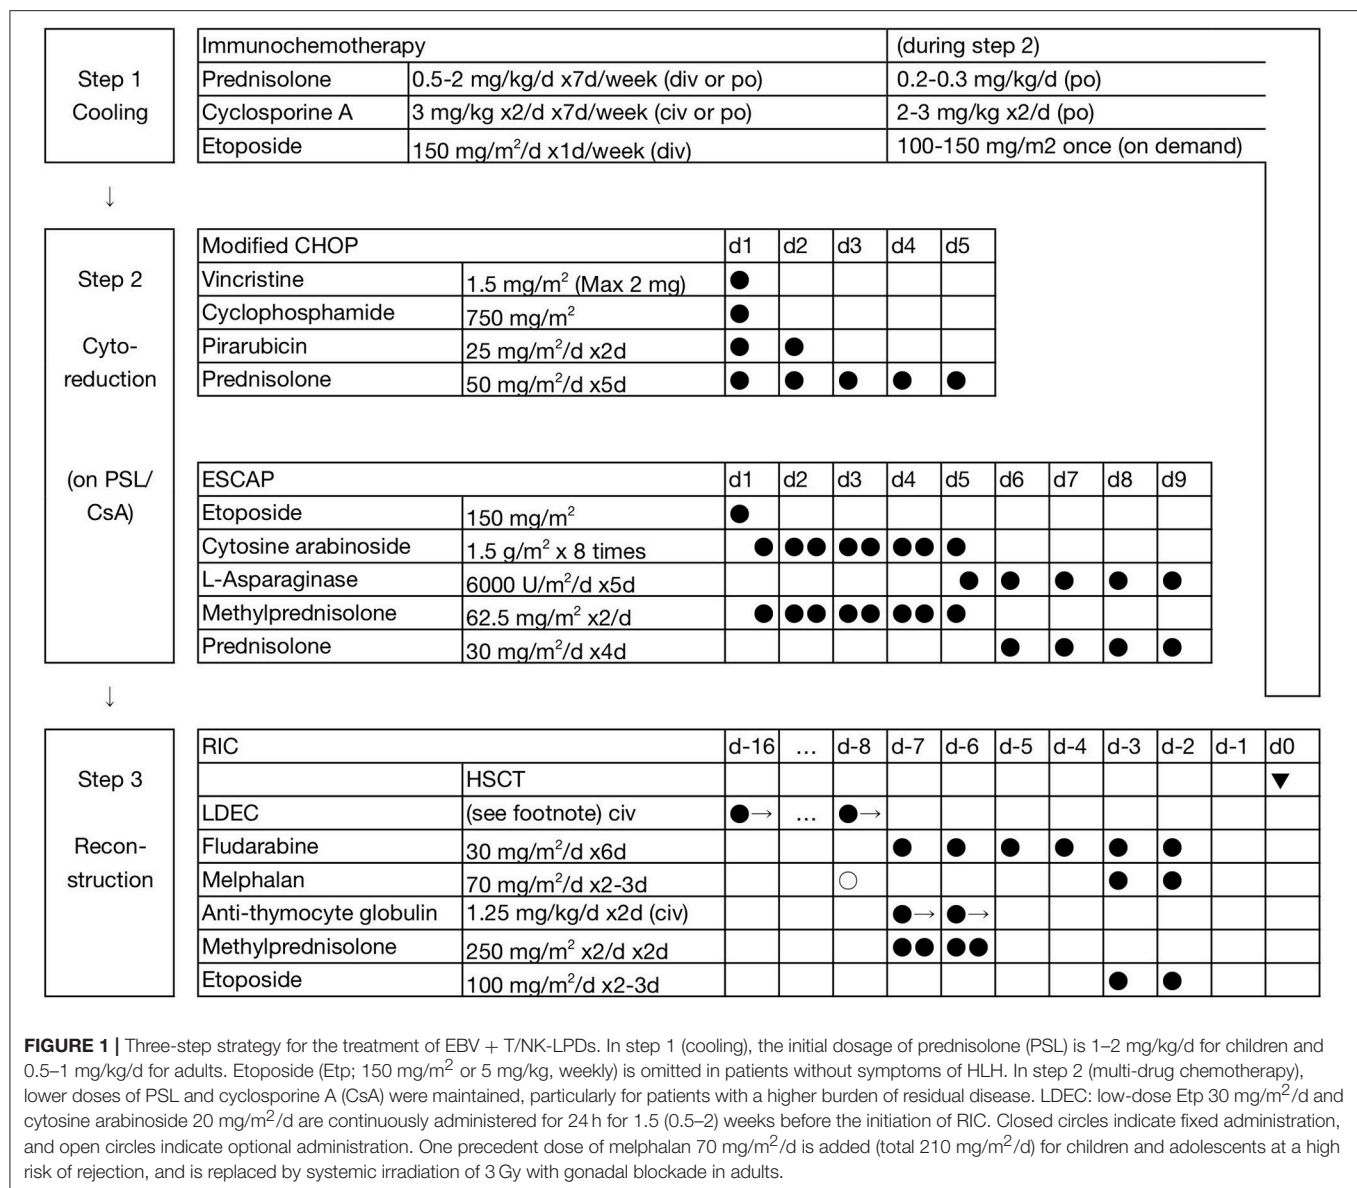 Step 1
Cooling
Immunochemotherapy (during step 2)
Prednisolone 0.5-2 mg/kg/d x7d/week (div or po) 0.2-0.3 mg/kg/d (po)
Cyclosporine A 3 mg/kg x2/d x7d/week (civ or po) 2-3 mg/kg x2/d (po)
Etoposide 150 mg/m²/d x1d/week (div) 100-150 mg/m2 once (on demand)
↓
Step 2
Cyto-
reduction
(on PSL/
CsA)
Modified CHOP d1 d2 d3 d4 d5
Vincristine 1.5 mg/m² (Max 2 mg) ●
Cyclophosphamide 750 mg/m² ●
Pirarubicin 25 mg/m²/d x2d ● ●
Prednisolone 50 mg/m²/d x5d ● ● ● ● ●
ESCAP d1 d2 d3 d4 d5 d6 d7 d8 d9
Etoposide 150 mg/m² ●
Cytosine arabinoside 1.5 g/m² x 8 times ● ●● ●● ●● ●
L-Asparaginase 6000 U/m²/d x5d ● ● ● ● ●
Methylprednisolone 62.5 mg/m² x2/d ● ●● ●● ●● ●
Prednisolone 30 mg/m²/d x4d ● ● ● ●
↓
Step 3
Recon-
struction
RIC d-16 ... d-8 d-7 d-6 d-5 d-4 d-3 d-2 d-1 d0
HSCT ▼
LDEC (see footnote) civ ●→ ... ●→
Fludarabine 30 mg/m²/d x6d ● ● ● ● ● ●
Melphalan 70 mg/m²/d x2-3d ○ ● ●
Anti-thymocyte globulin 1.25 mg/kg/d x2d (civ) ●→ ●→
Methylprednisolone 250 mg/m² x2/d x2d ●● ●●
Etoposide 100 mg/m²/d x2-3d ● ●
FIGURE 1 | Three-step strategy for the treatment of EBV + T/NK-LPDs. In step 1 (cooling), the initial dosage of prednisolone (PSL) is 1–2 mg/kg/d for children and
0.5–1 mg/kg/d for adults. Etoposide (Etp; 150 mg/m² or 5 mg/kg, weekly) is omitted in patients without symptoms of HLH. In step 2 (multi-drug chemotherapy),
lower doses of PSL and cyclosporine A (CsA) were maintained, particularly for patients with a higher burden of residual disease. LDEC: low-dose Etp 30 mg/m²/d and
cytosine arabinoside 20 mg/m²/d are continuously administered for 24 h for 1.5 (0.5–2) weeks before the initiation of RIC. Closed circles indicate fixed administration,
and open circles indicate optional administration. One precedent dose of melphalan 70 mg/m²/d is added (total 210 mg/m²/d) for children and adolescents at a high
risk of rejection, and is replaced by systemic irradiation of 3 Gy with gonadal blockade in adults.